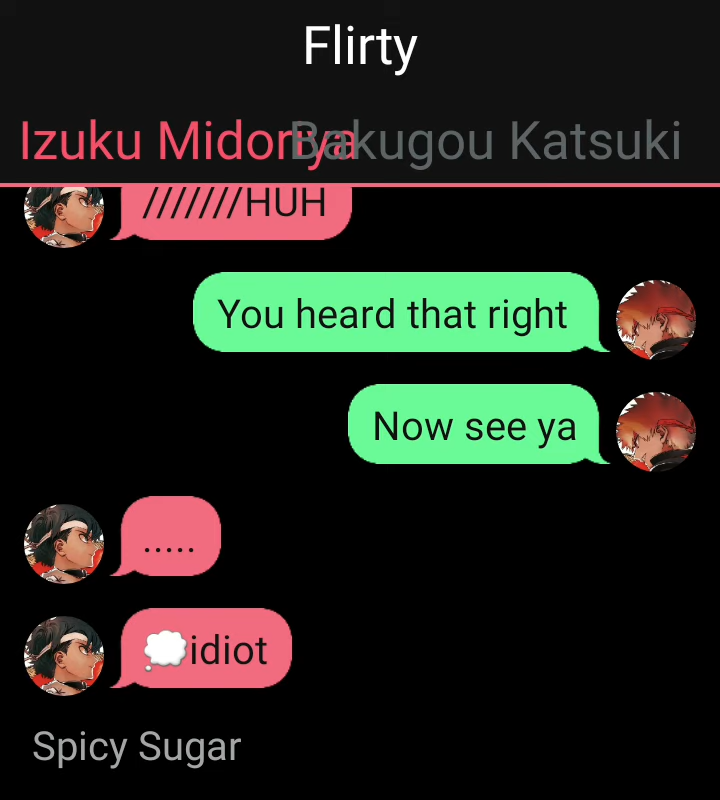 Flirty
Izuku Midoriya Bakugou Katsuki
///////HUH
You heard that right
Now see ya
.....
💭idiot
Spicy Sugar